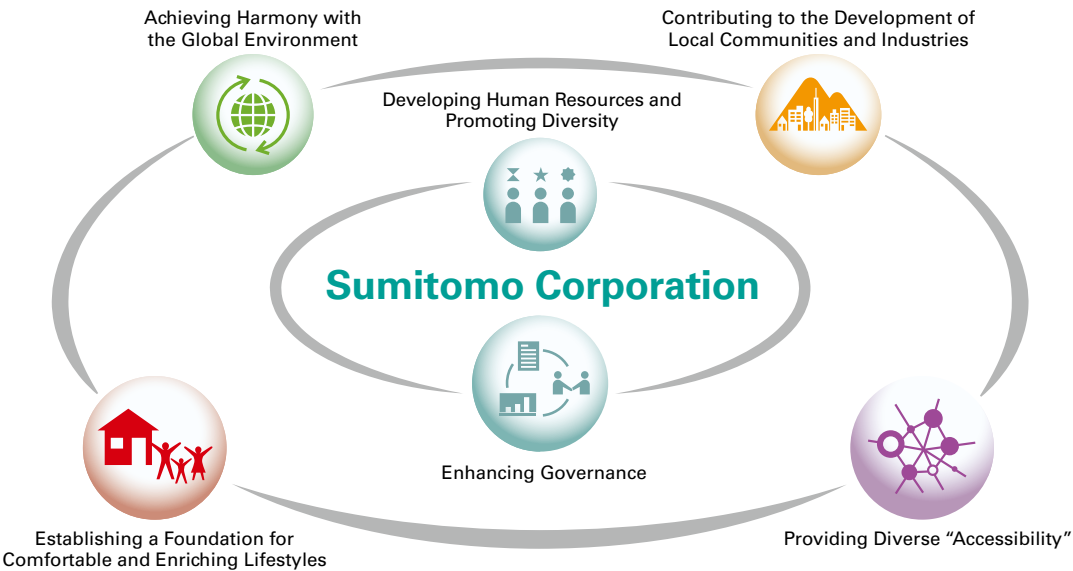 Achieving Harmony with
the Global Environment
Contributing to the Development of
Local Communities and Industries
Developing Human Resources and
Promoting Diversity
Sumitomo Corporation
Enhancing Governance
Establishing a Foundation for
Comfortable and Enriching Lifestyles
Providing Diverse “Accessibility”